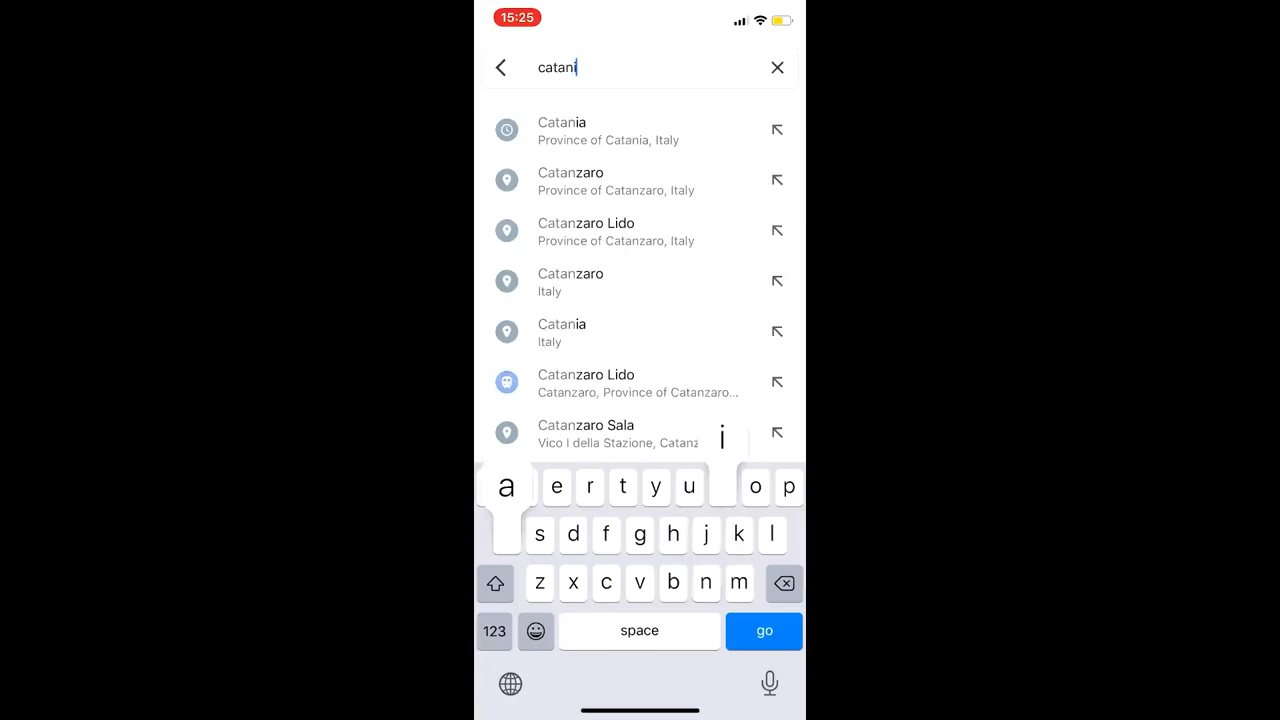 15:25
catani
Catania
Province of Catania, Italy
Catanzaro
Province of Catanzaro, Italy
Catanzaro Lido
Province of Catanzaro, Italy
Catanzaro
Italy
Catania
Italy
Catanzaro Lido
Catanzaro, Province of Catanzaro...
Catanzaro Sala
Vico I della Stazione, Catanz
i
a e r t y u o p
s d f g h j k l
z x c v b n m
123 space go